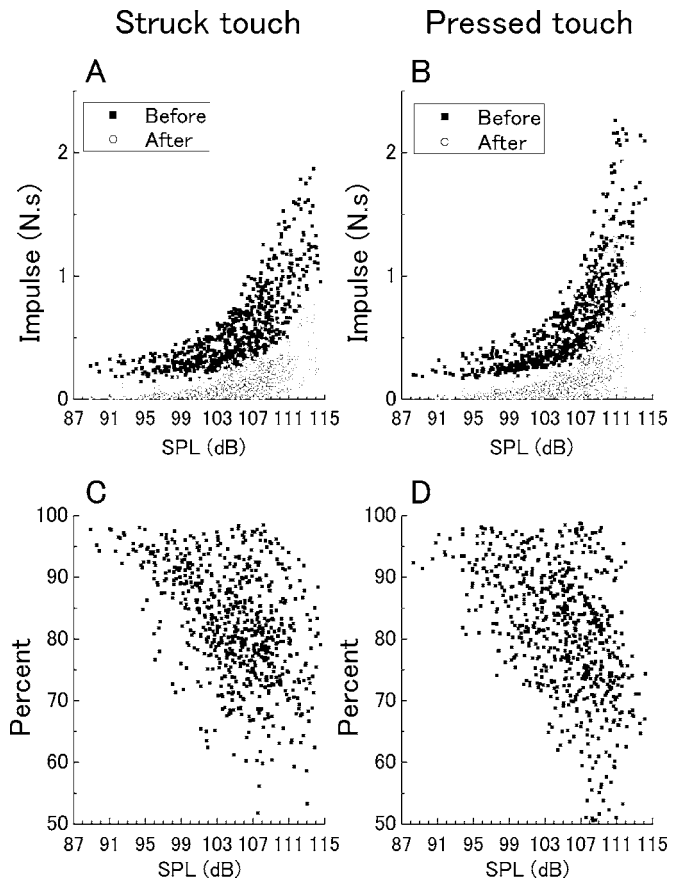 Struck touch Pressed touch
A B
Before Before
After After
Impulse (N.s) Impulse (N.s)
2 2
1 1
0 0
87 91 95 99 103 107 111 115 87 91 95 99 103 107 111 115
SPL (dB) SPL (dB)
C D
Percent Percent
100 100
90 90
80 80
70 70
60 60
50 50
87 91 95 99 103 107 111 115 87 91 95 99 103 107 111 115
SPL (dB) SPL (dB)